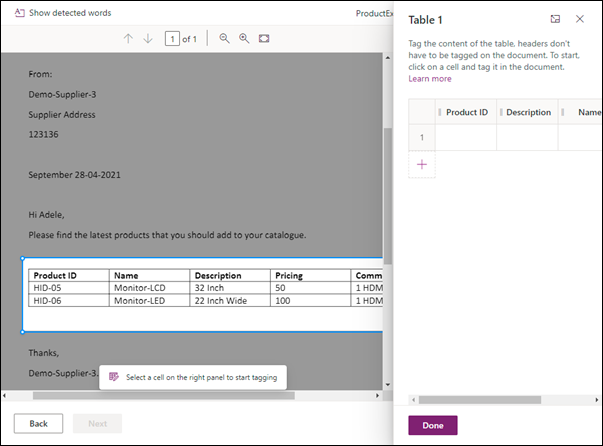 Show detected words
ProductEx
1 of 1
From:
Demo-Supplier-3
Supplier Address
123136
September 28-04-2021
Hi Adele,
Please find the latest products that you should add to your catalogue.
Product ID Name Description Pricing Comm
HID-05 Monitor-LCD 32 Inch 50 1 HDM
HID-06 Monitor-LED 22 Inch Wide 100 1 HDM
Thanks,
Demo-Supplier-3.
Select a cell on the right panel to start tagging
Back Next
Table 1
Tag the content of the table, headers don't
have to be tagged on the document. To start,
click on a cell and tag it in the document.
Learn more
Product ID Description Name
1
Done